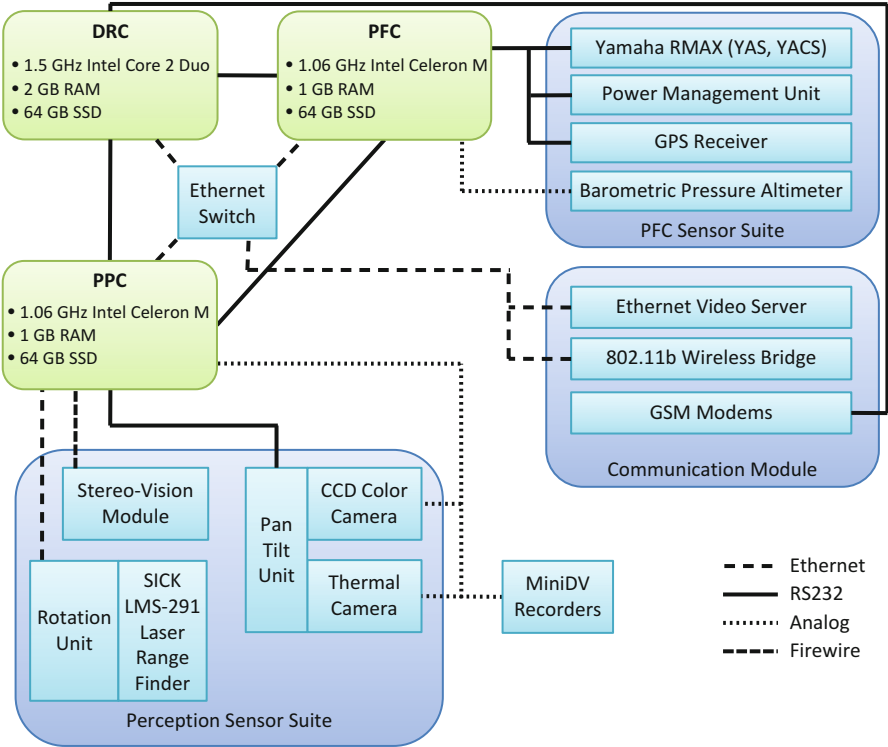 DRC
• 1.5 GHz Intel Core 2 Duo
• 2 GB RAM
• 64 GB SSD
PFC
• 1.06 GHz Intel Celeron M
• 1 GB RAM
• 64 GB SSD
Yamaha RMAX (YAS, YACS)
Power Management Unit
GPS Receiver
Barometric Pressure Altimeter
PFC Sensor Suite
Ethernet
Switch
PPC
• 1.06 GHz Intel Celeron M
• 1 GB RAM
• 64 GB SSD
Ethernet Video Server
802.11b Wireless Bridge
GSM Modems
Communication Module
Stereo-Vision
Module
Pan
Tilt
Unit
CCD Color
Camera
Thermal
Camera
Rotation
Unit
SICK
LMS-291
Laser
Range
Finder
Perception Sensor Suite
MiniDV
Recorders
Ethernet
RS232
Analog
Firewire